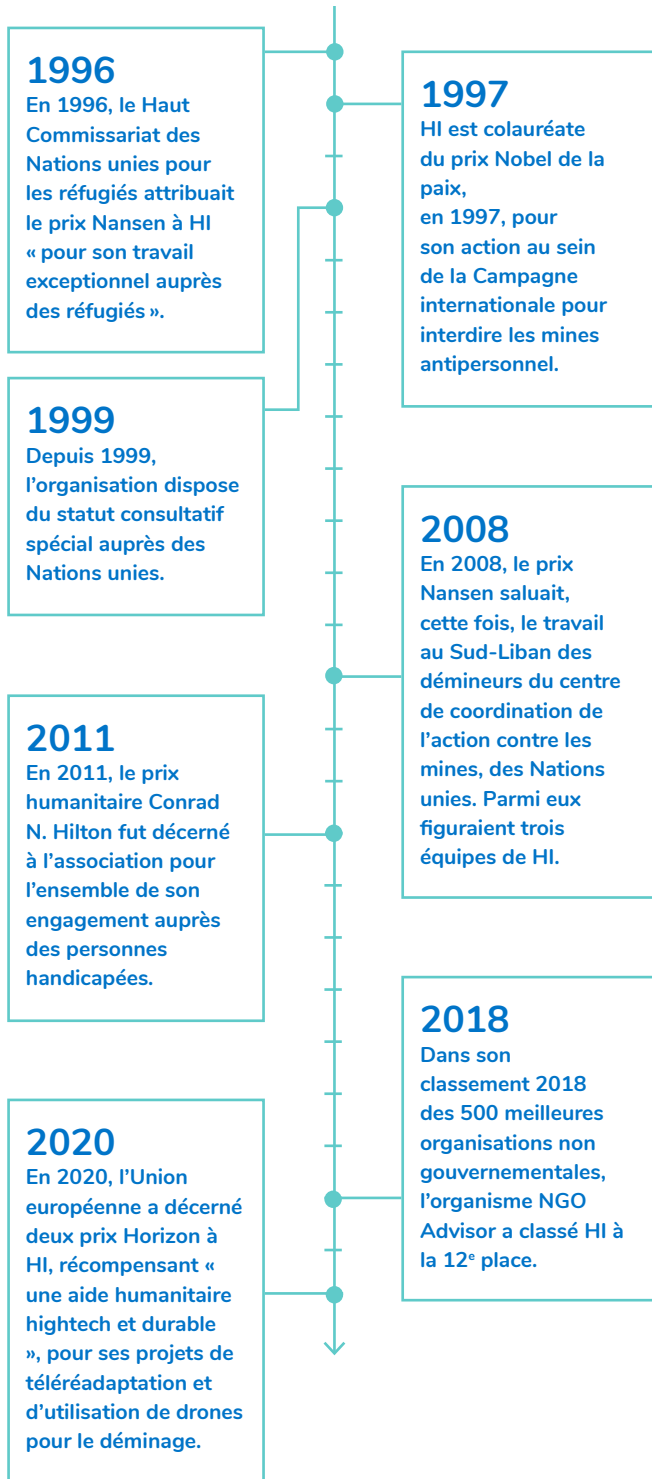 1996
En 1996, le Haut
Commissariat des
Nations unies pour
les réfugiés attribuait
le prix Nansen à HI
« pour son travail
exceptionnel auprès
des réfugiés ».
1997
HI est colauréate
du prix Nobel de la
paix,
en 1997, pour
son action au sein
de la Campagne
internationale pour
interdire les mines
antipersonnel.
1999
Depuis 1999,
l’organisation dispose
du statut consultatif
spécial auprès des
Nations unies.
2008
En 2008, le prix
Nansen saluait,
cette fois, le travail
au Sud-Liban des
démineurs du centre
de coordination de
l’action contre les
mines, des Nations
unies. Parmi eux
figuraient trois
équipes de HI.
2011
En 2011, le prix
humanitaire Conrad
N. Hilton fut décerné
à l’association pour
l’ensemble de son
engagement auprès
des personnes
handicapées.
2018
Dans son
classement 2018
des 500 meilleures
organisations non
gouvernementales,
l’organisme NGO
Advisor a classé HI à
la 12e place.
2020
En 2020, l’Union
européenne a décerné
deux prix Horizon à
HI, récompensant «
une aide humanitaire
hightech et durable
», pour ses projets de
téléréadaptation et
d’utilisation de drones
pour le déminage.